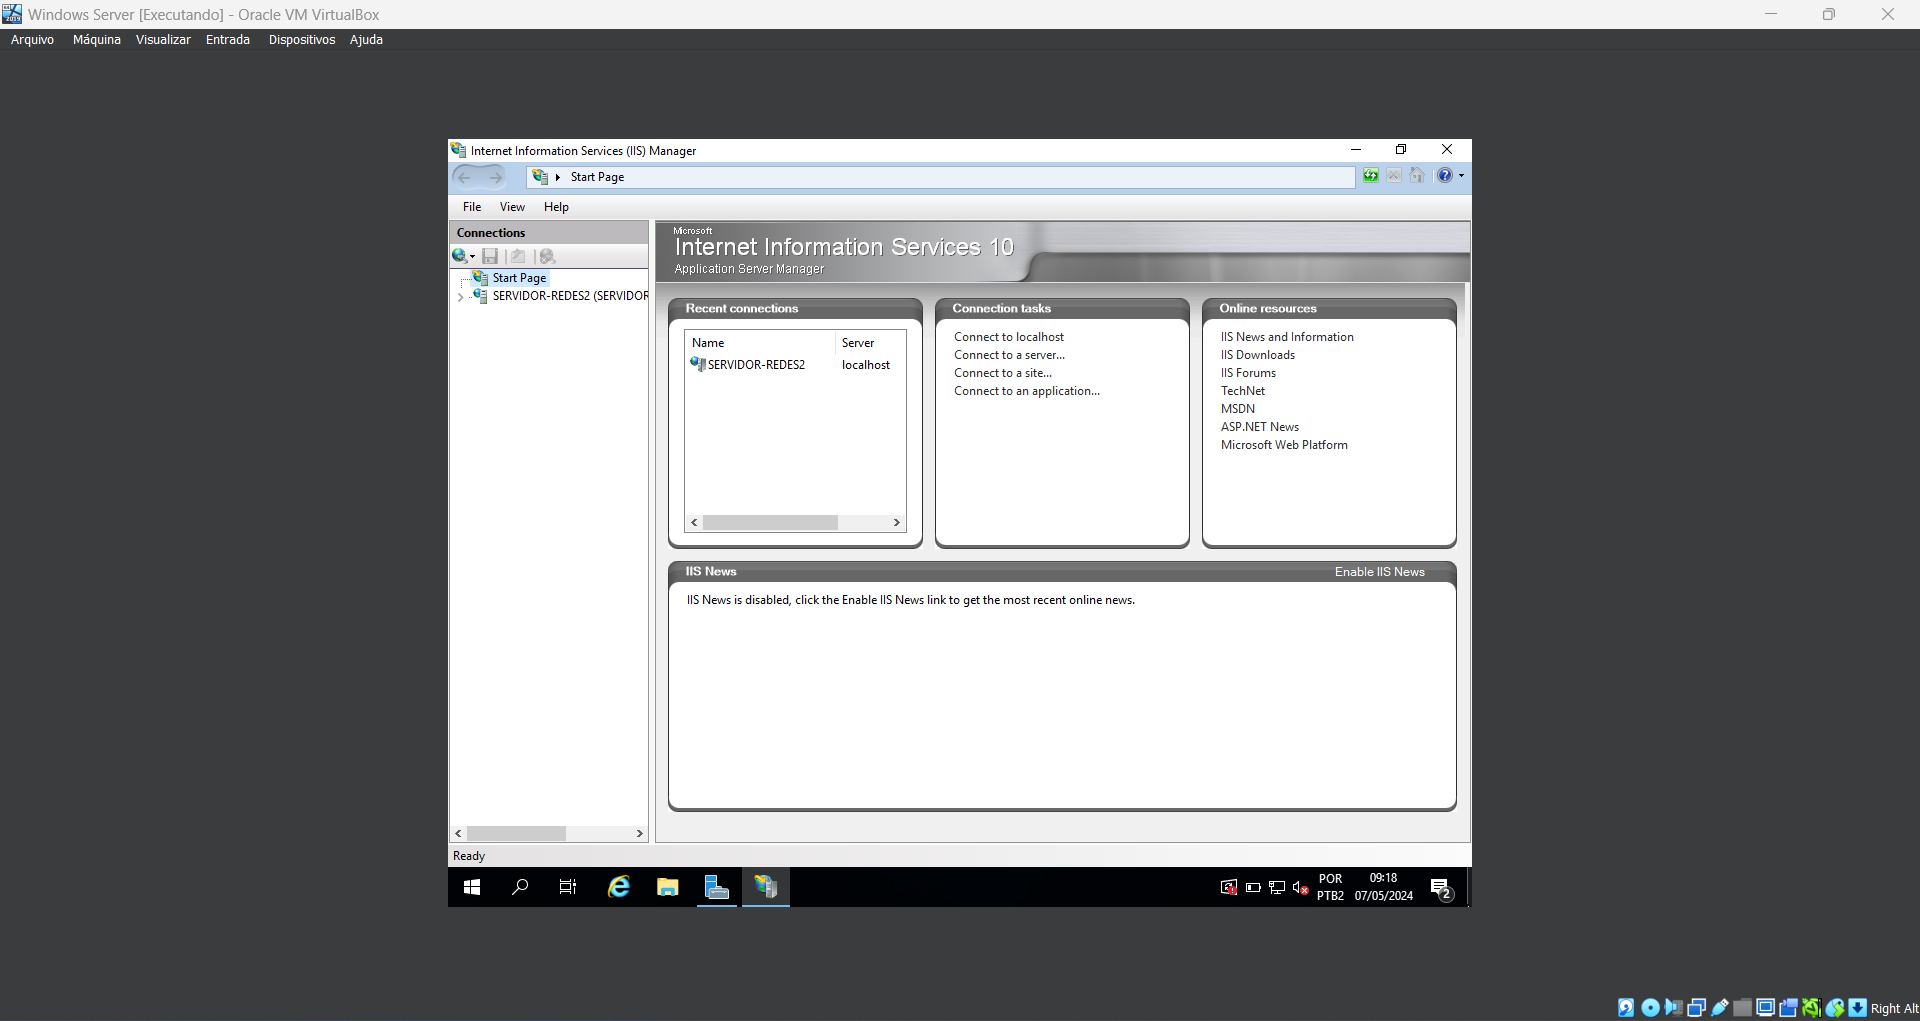 Windows Server [Executando] - Oracle VM VirtualBox
Arquivo Máquina Visualizar Entrada Dispositivos Ajuda
Internet Information Services (IIS) Manager
Start Page
File View Help
Connections
Start Page
SERVIDOR-REDES2 (SERVIDOR
Microsoft
Internet Information Services 10
Application Server Manager
Recent connections
Name Server
SERVIDOR-REDES2 localhost
Connection tasks
Connect to localhost
Connect to a server...
Connect to a site...
Connect to an application...
Online resources
IIS News and Information
IIS Downloads
IIS Forums
TechNet
MSDN
ASP.NET News
Microsoft Web Platform
IIS News Enable IIS News
IIS News is disabled, click the Enable IIS News link to get the most recent online news.
Ready
POR 09:18
PTB2 07/05/2024
2
Right Alt